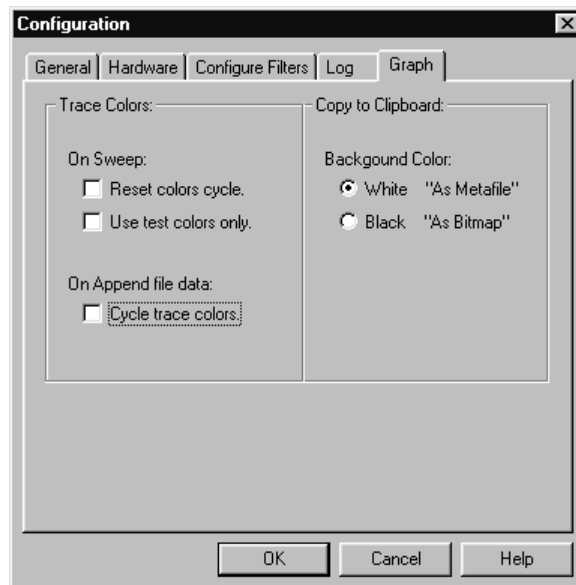 Configuration
General Hardware Configure Filters Log Graph
Trace Colors:
On Sweep:
Reset colors cycle.
Use test colors only.
On Append file data:
Cycle trace colors.
Copy to Clipboard:
Backgound Color:
White "As Metafile"
Black "As Bitmap"
OK Cancel Help